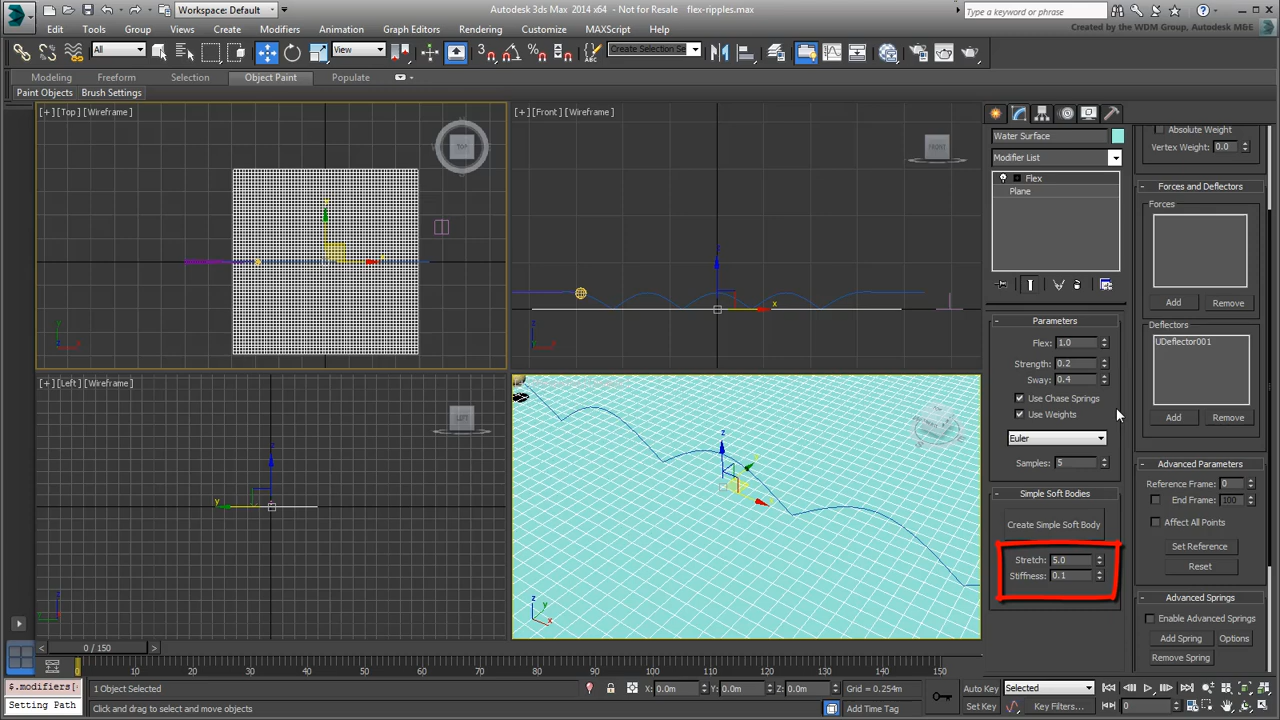 Workspace: Default
Autodesk 3ds Max 2014 x64 - Not for Resale flex-ripples.max
Type a keyword or phrase
Created by the WDM Group, Autodesk M&E
Edit Tools Group Views Create Modifiers Animation Graph Editors Rendering Customize MAXScript Help
All View Create Selection Se
Modeling Freeform Selection Object Paint Populate
Paint Objects Brush Settings
[+] [Top] [Wireframe]
[+] [Front] [Wireframe]
TOP
FRONT
[+] [Left] [Wireframe]
LEFT
Water Surface
Modifier List
Flex
Plane
Parameters
Flex: 1.0
Strength: 0.2
Sway: 0.4
Use Chase Springs
Use Weights
Euler
Samples: 5
Simple Soft Bodies
Create Simple Soft Body
Stretch: 5.0
Stiffness: 0.1
Absolute Weight
Vertex Weight: 0.0
Forces and Deflectors
Forces:
Add Remove
Deflectors:
UDeflector001
Add Remove
Advanced Parameters
Reference Frame: 0
End Frame: 100
Affect All Points
Set Reference
Reset
Advanced Springs
Enable Advanced Springs
Add Spring Options
Remove Spring
0 / 150
0 10 20 30 40 50 60 70 80 90 100 110 120 130 140 150
$.modifiers[
Setting Path
1 Object Selected
Click and drag to select and move objects
X: 0.0m Y: 0.0m Z: 0.0m Grid = 0.254m
Add Time Tag
Auto Key Selected
Set Key Key Filters...
0